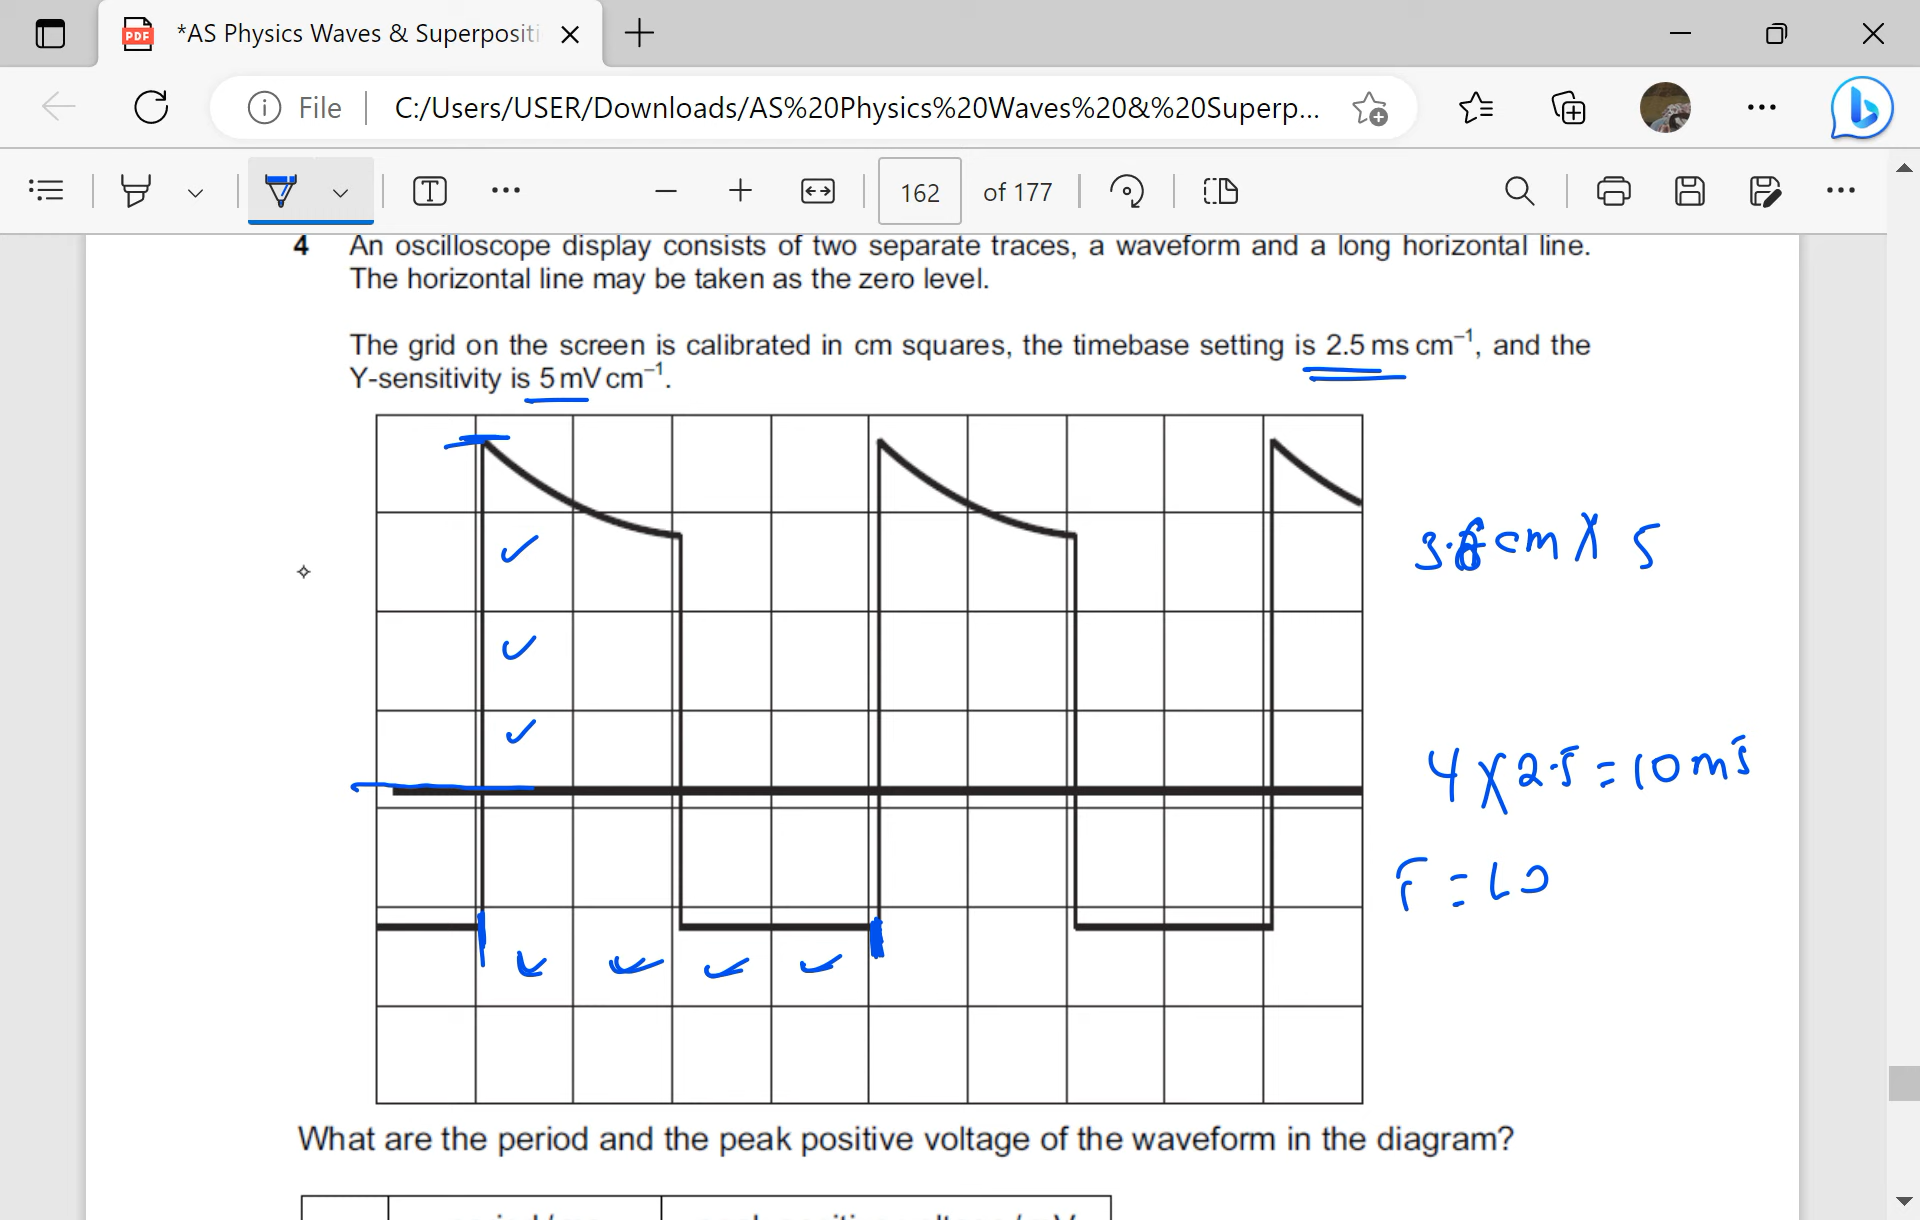 *AS Physics Waves & Superpositi
File
C:/Users/USER/Downloads/AS%20Physics%20Waves%20&%20Superp...
162 of 177
4 An oscilloscope display consists of two separate traces, a waveform and a long horizontal line.
The horizontal line may be taken as the zero level.
The grid on the screen is calibrated in cm squares, the timebase setting is 2.5 ms cm⁻¹, and the
Y-sensitivity is 5 mV cm⁻¹.
cm X 5
4 X 2.5 = 10 ms
What are the period and the peak positive voltage of the waveform in the diagram?